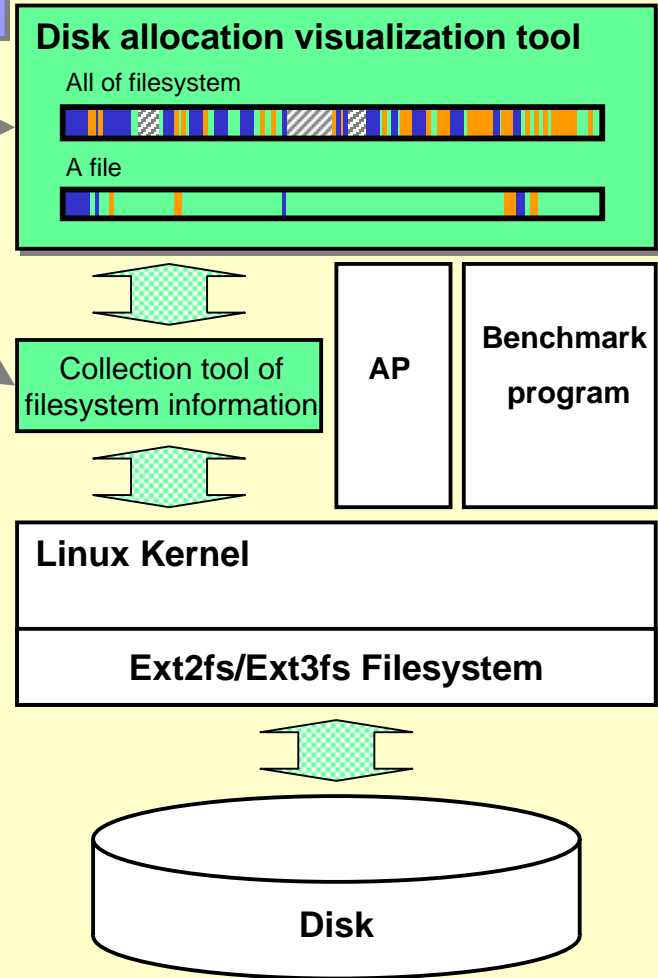 Disk allocation visualization tool
All of filesystem
A file
Collection tool of
filesystem information
AP
Benchmark
program
Linux Kernel
Ext2fs/Ext3fs Filesystem
Disk